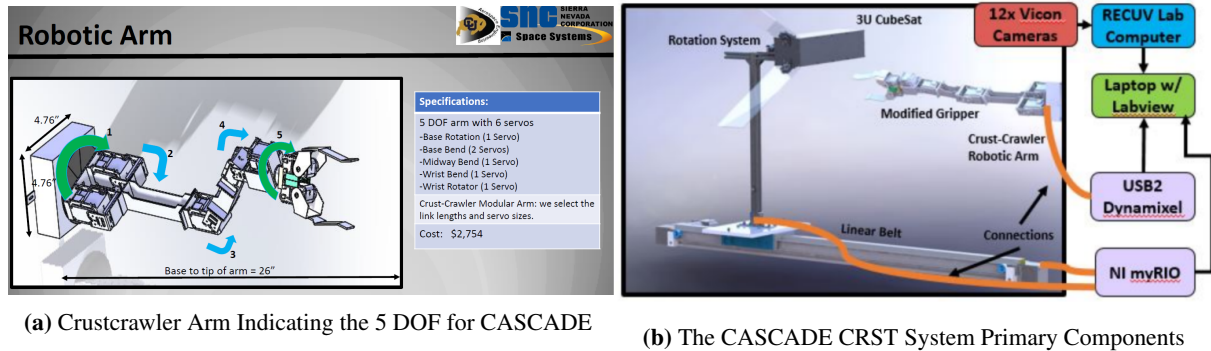 Robotic Arm
snc
SIERRA
NEVADA
CORPORATION
Space Systems
4.76”
4.76”
1
2
3
4
5
Base to tip of arm = 26”
Specifications:
5 DOF arm with 6 servos
-Base Rotation (1 Servo)
-Base Bend (2 Servos)
-Midway Bend (1 Servo)
-Wrist Bend (1 Servo)
-Wrist Rotator (1 Servo)
Crust-Crawler Modular Arm: we select the
link lengths and servo sizes.
Cost: $2,754
(a) Crustcrawler Arm Indicating the 5 DOF for CASCADE
3U CubeSat
Rotation System
Modified Gripper
Crust-Crawler
Robotic Arm
Linear Belt
Connections
12x Vicon
Cameras
RECUV Lab
Computer
Laptop w/
Labview
USB2
Dynamixel
NI myRIO
(b) The CASCADE CRST System Primary Components